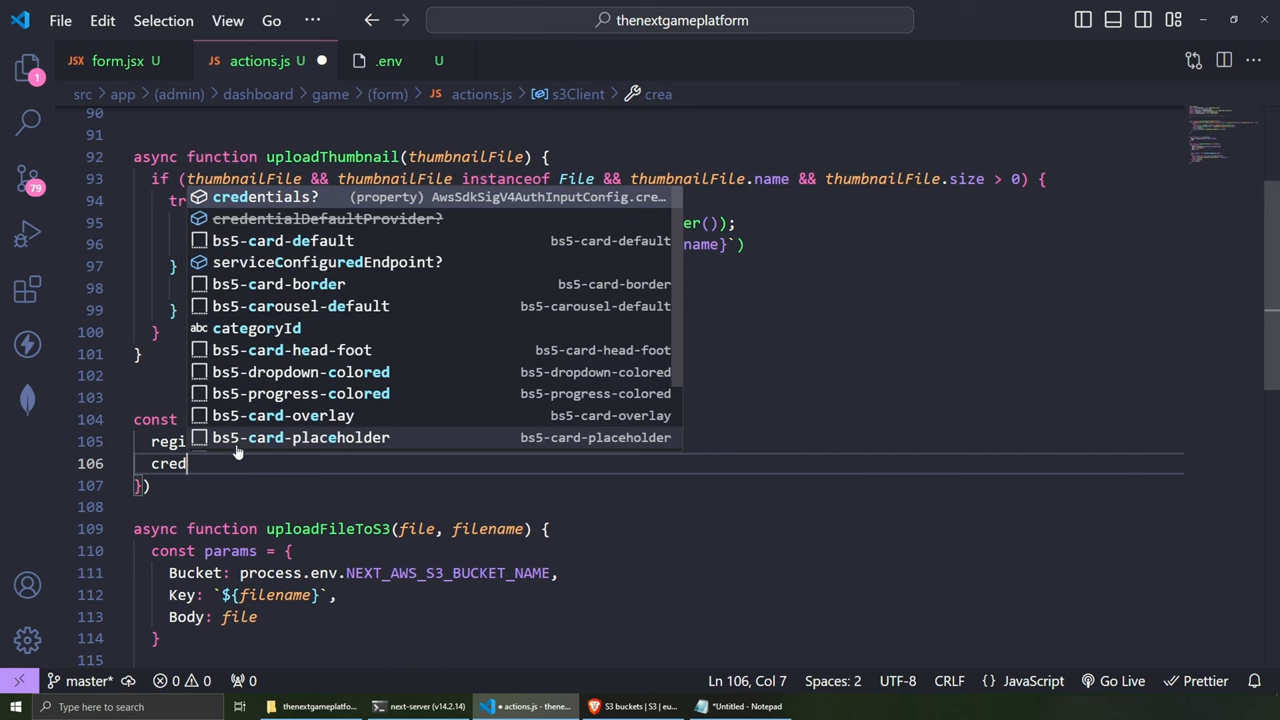 File Edit Selection View Go ··· thenextgameplatform
JSX form.jsx U JS actions.js U .env U ···
src > app > (admin) > dashboard > game > (form) > JS actions.js > s3Client > crea
90
91
92 async function uploadThumbnail(thumbnailFile) {
93 if (thumbnailFile && thumbnailFile instanceof File && thumbnailFile.name && thumbnailFile.size > 0) {
94 tr
credentials? (property) AwsSdkSigV4AuthInputConfig.cre…
95 er());
credentialDefaultProvider?
96 name}`)
bs5-card-default bs5-card-default
97 }
serviceConfiguredEndpoint?
98
bs5-card-border bs5-card-border
99 }
bs5-carousel-default bs5-carousel-default
100 }
abc categoryId
101 }
bs5-card-head-foot bs5-card-head-foot
102
bs5-dropdown-colored bs5-dropdown-colored
103
bs5-progress-colored bs5-progress-colored
104 const
bs5-card-overlay bs5-card-overlay
105 regi
bs5-card-placeholder bs5-card-placeholder
106 cred
107 })
108
109 async function uploadFileToS3(file, filename) {
110 const params = {
111 Bucket: process.env.NEXT_AWS_S3_BUCKET_NAME,
112 Key: `${filename}`,
113 Body: file
114 }
115
1
79
master* 0 0 0 Ln 106, Col 7 Spaces: 2 UTF-8 CRLF {} JavaScript Go Live Prettier
Type here to search thenextgameplatfo... next-server (v14.2.14) • actions.js - thene... S3 buckets | S3 | eu... *Untitled - Notepad